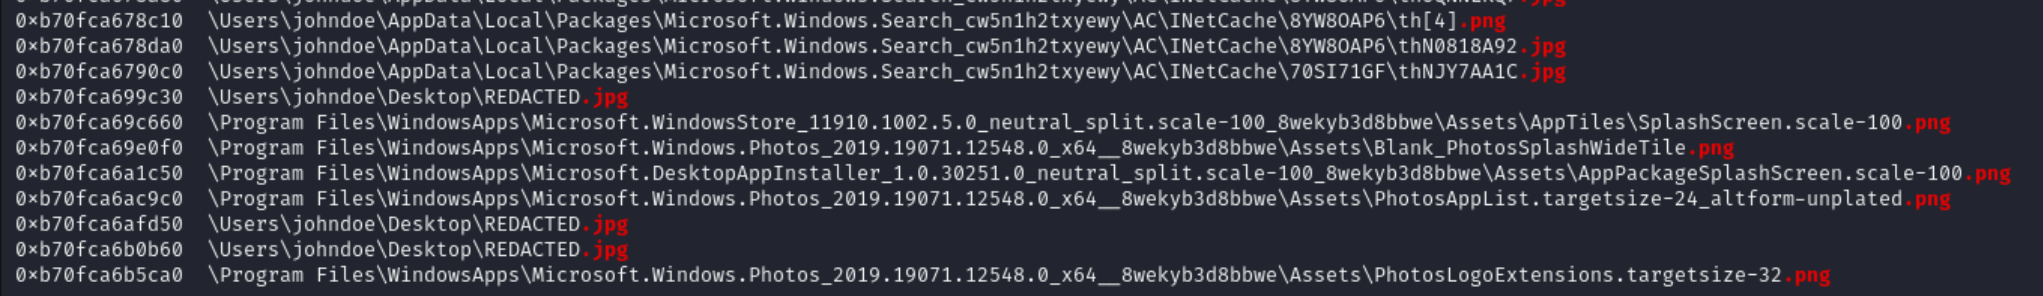 0×b70fca678c10 \Users\johndoe\AppData\Local\Packages\Microsoft.Windows.Search_cw5n1h2txyewy\AC\INetCache\8YW8OAP6\th[4].png
0×b70fca678da0 \Users\johndoe\AppData\Local\Packages\Microsoft.Windows.Search_cw5n1h2txyewy\AC\INetCache\8YW8OAP6\thN0818A92.jpg
0×b70fca6790c0 \Users\johndoe\AppData\Local\Packages\Microsoft.Windows.Search_cw5n1h2txyewy\AC\INetCache\70SI71GF\thNJY7AA1C.jpg
0×b70fca699c30 \Users\johndoe\Desktop\REDACTED.jpg
0×b70fca69c660 \Program Files\WindowsApps\Microsoft.WindowsStore_11910.1002.5.0_neutral_split.scale-100_8wekyb3d8bbwe\Assets\AppTiles\SplashScreen.scale-100.png
0×b70fca69e0f0 \Program Files\WindowsApps\Microsoft.Windows.Photos_2019.19071.12548.0_x64__8wekyb3d8bbwe\Assets\Blank_PhotosSplashWideTile.png
0×b70fca6a1c50 \Program Files\WindowsApps\Microsoft.DesktopAppInstaller_1.0.30251.0_neutral_split.scale-100_8wekyb3d8bbwe\Assets\AppPackageSplashScreen.scale-100.png
0×b70fca6ac9c0 \Program Files\WindowsApps\Microsoft.Windows.Photos_2019.19071.12548.0_x64__8wekyb3d8bbwe\Assets\PhotosAppList.targetsize-24_altform-unplated.png
0×b70fca6afd50 \Users\johndoe\Desktop\REDACTED.jpg
0×b70fca6b0b60 \Users\johndoe\Desktop\REDACTED.jpg
0×b70fca6b5ca0 \Program Files\WindowsApps\Microsoft.Windows.Photos_2019.19071.12548.0_x64__8wekyb3d8bbwe\Assets\PhotosLogoExtensions.targetsize-32.png